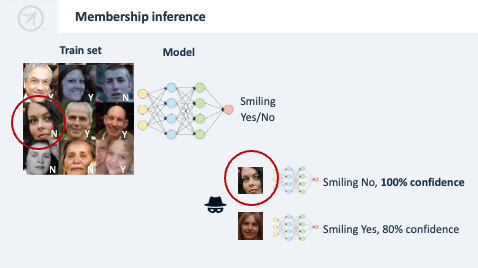 Membership inference
Train set
Model
Y Y N
N Y Y
N N Y
Smiling
Yes/No
Smiling No, 100% confidence
Smiling Yes, 80% confidence